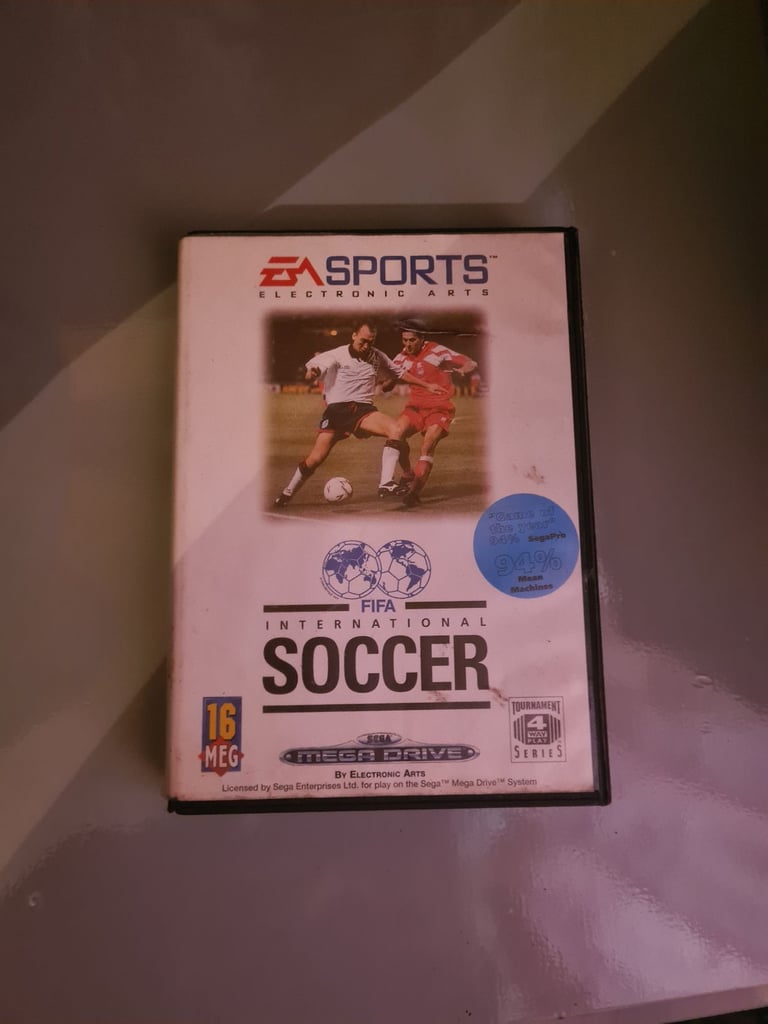 EA SPORTS™
ELECTRONIC ARTS
"Game of
the year"
94% SegaPro
94%
Mean
Machines
FIFA
INTERNATIONAL
SOCCER
16
MEG
TOURNAMENT
4
WAY
PLAY
SERIES
SEGA
MEGA DRIVE
BY ELECTRONIC ARTS
Licensed by Sega Enterprises Ltd. for play on the Sega™ Mega Drive™ System